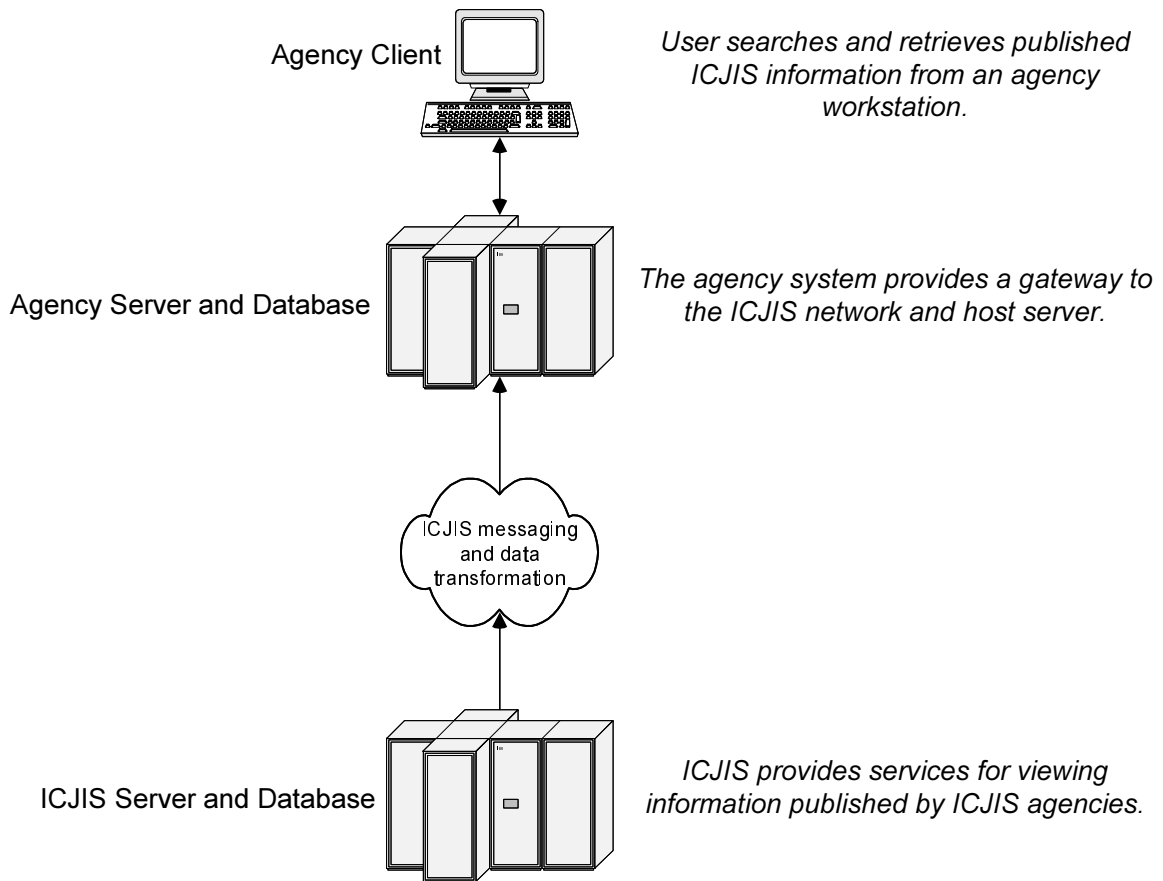 Agency Client
User searches and retrieves published
ICJIS information from an agency
workstation.
Agency Server and Database
The agency system provides a gateway to
the ICJIS network and host server.
ICJIS messaging
and data
transformation
ICJIS Server and Database
ICJIS provides services for viewing
information published by ICJIS agencies.